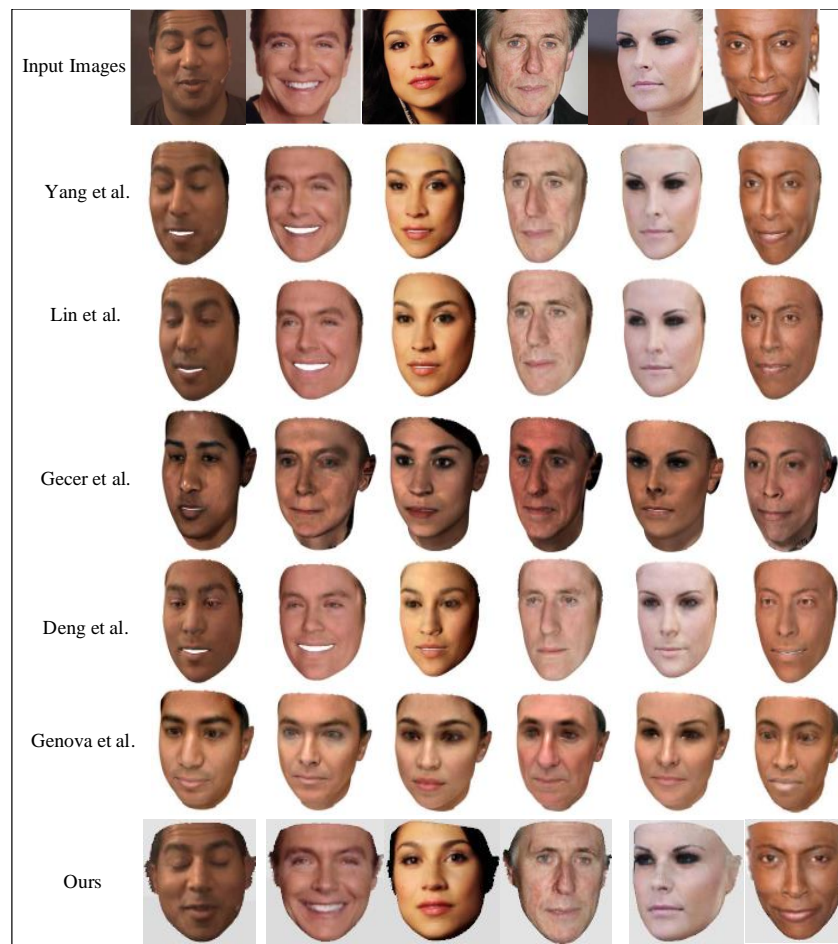 Input Images
Yang et al.
Lin et al.
Gecer et al.
Deng et al.
Genova et al.
Ours